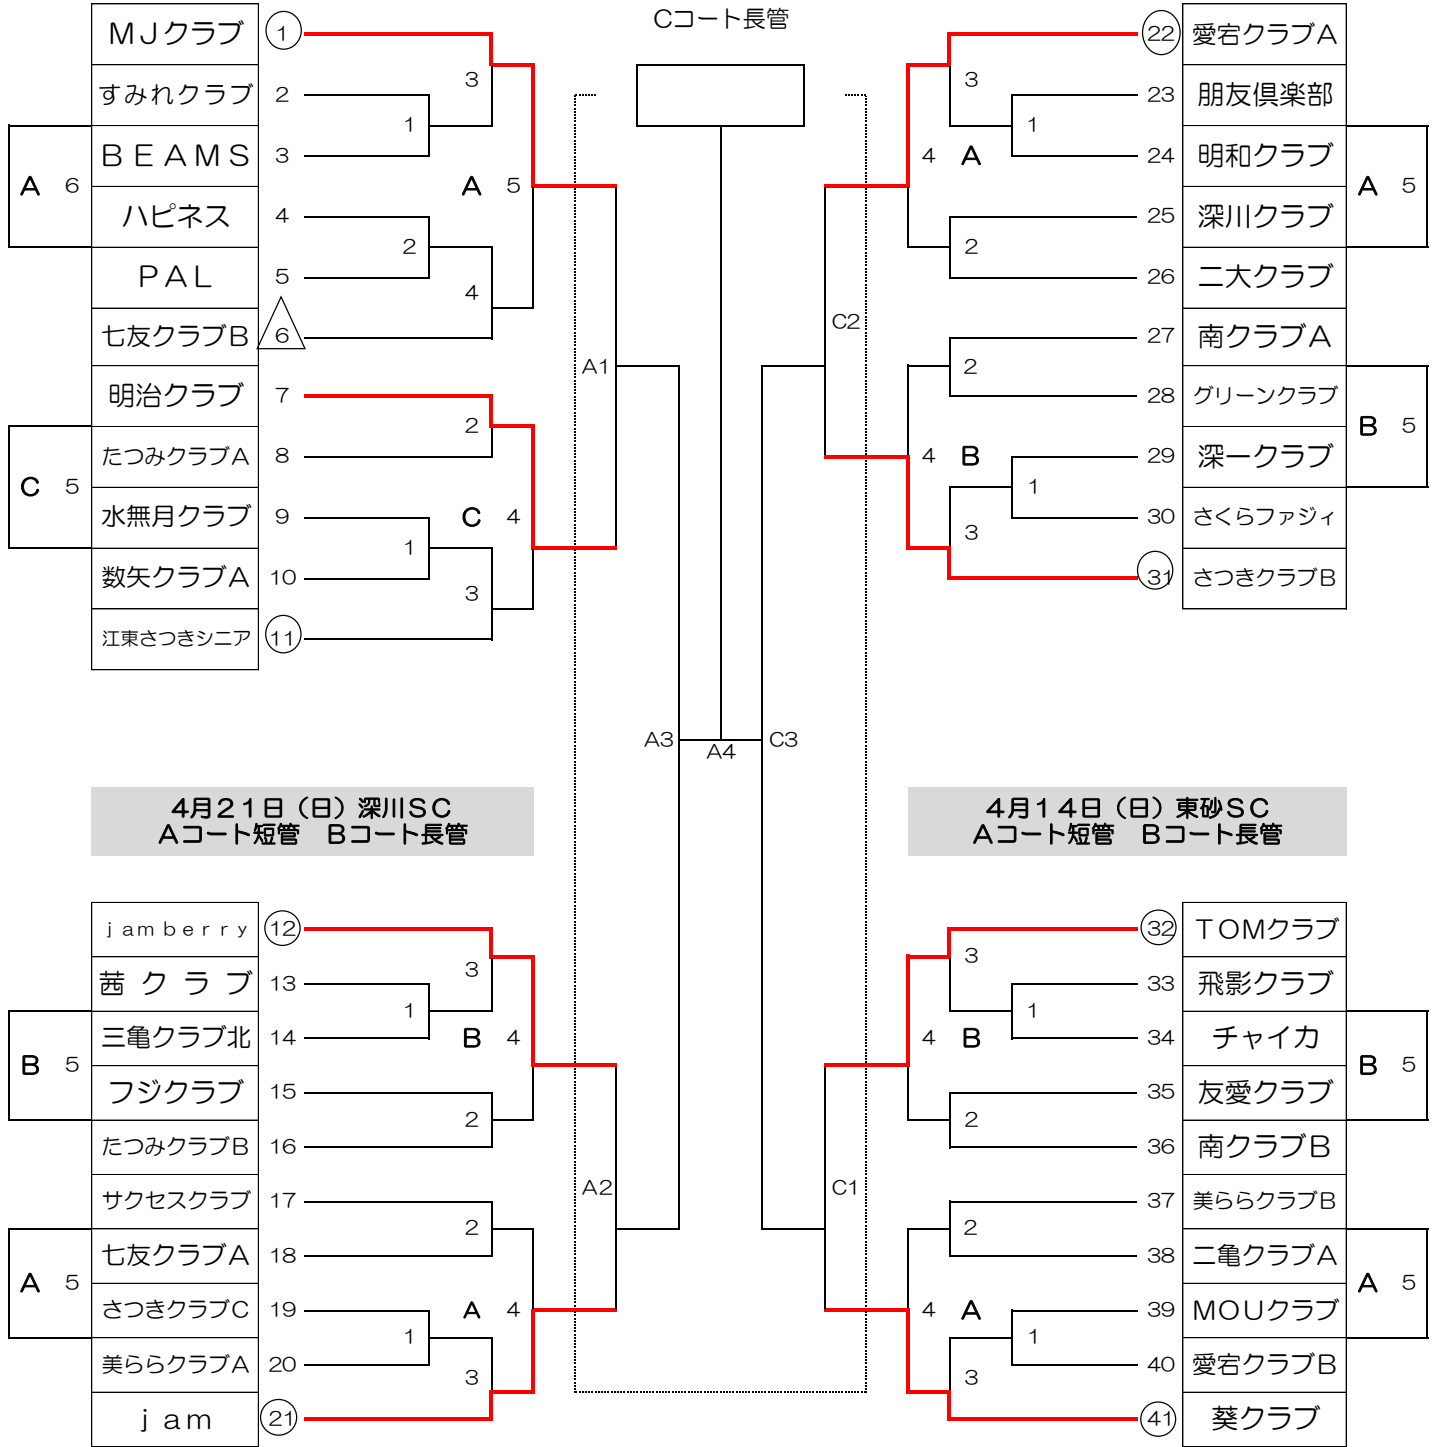 Cコート長管
MJクラブ 1
すみれクラブ 2
BEAMS 3
ハピネス 4
PAL 5
七友クラブB 6
明治クラブ 7
たつみクラブA 8
水無月クラブ 9
数矢クラブA 10
江東さつきシニア 11
A 6
C 5
3
1
A 5
2
4
2
C 4
1
3
A1
22 愛宕クラブA
23 朋友倶楽部
24 明和クラブ
25 深川クラブ
26 二大クラブ
27 南クラブA
28 グリーンクラブ
29 深一クラブ
30 さくらファジィ
31 さつきクラブB
A 5
B 5
3
1
4 A
2
C2
2
4 B
1
3
A3
A4
C3
4月21日（日）深川SC
Aコート短管 Bコート長管
4月14日（日）東砂SC
Aコート短管 Bコート長管
jamberry 12
茜クラブ 13
三亀クラブ北 14
フジクラブ 15
たつみクラブB 16
サクセスクラブ 17
七友クラブA 18
さつきクラブC 19
美ららクラブA 20
jam 21
B 5
A 5
3
1
B 4
2
A2
2
A 4
1
3
32 TOMクラブ
33 飛影クラブ
34 チャイカ
35 友愛クラブ
36 南クラブB
37 美ららクラブB
38 二亀クラブA
39 MOUクラブ
40 愛宕クラブB
41 葵クラブ
B 5
A 5
3
1
4 B
2
C1
2
4 A
1
3